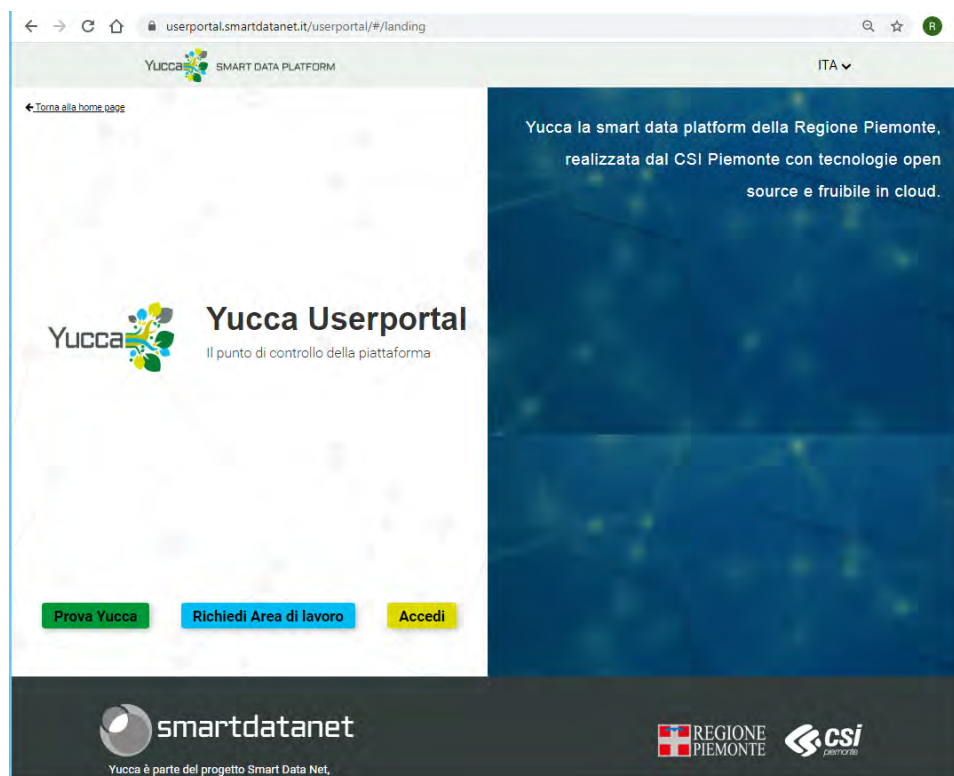 userportal.smartdatanet.it/userportal/#/landing
R
Yucca SMART DATA PLATFORM
ITA
Torna alla home page
Yucca la smart data platform della Regione Piemonte,
realizzata dal CSI Piemonte con tecnologie open
source e fruibile in cloud.
Yucca
Yucca Userportal
Il punto di controllo della piattaforma
Prova Yucca
Richiedi Area di lavoro
Accedi
smartdatanet
REGIONE
PIEMONTE
csi
piemonte
Yucca è parte del progetto Smart Data Net,